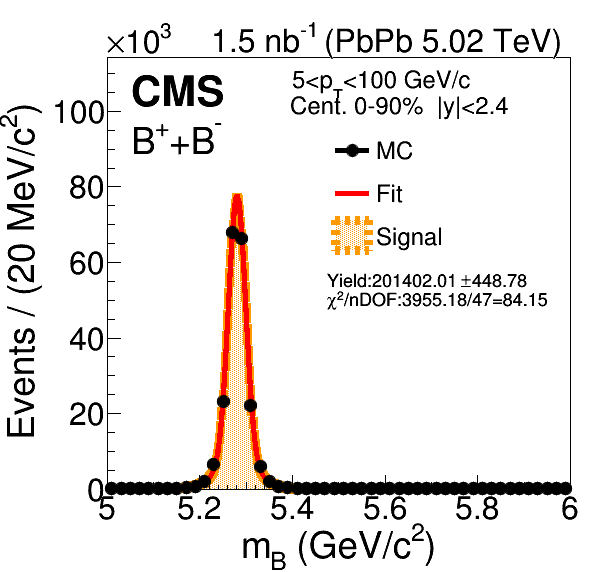 ×10³ 1.5 nb⁻¹ (PbPb 5.02 TeV)
CMS
B⁺+B⁻
5<p_T<100 GeV/c
Cent. 0-90% |y|<2.4
MC
Fit
Signal
Yield:201402.01 ±448.78
χ²/nDOF:3955.18/47=84.15
Events / (20 MeV/c²)
100
80
60
40
20
0
5 5.2 5.4 5.6 5.8 6
m_B (GeV/c²)